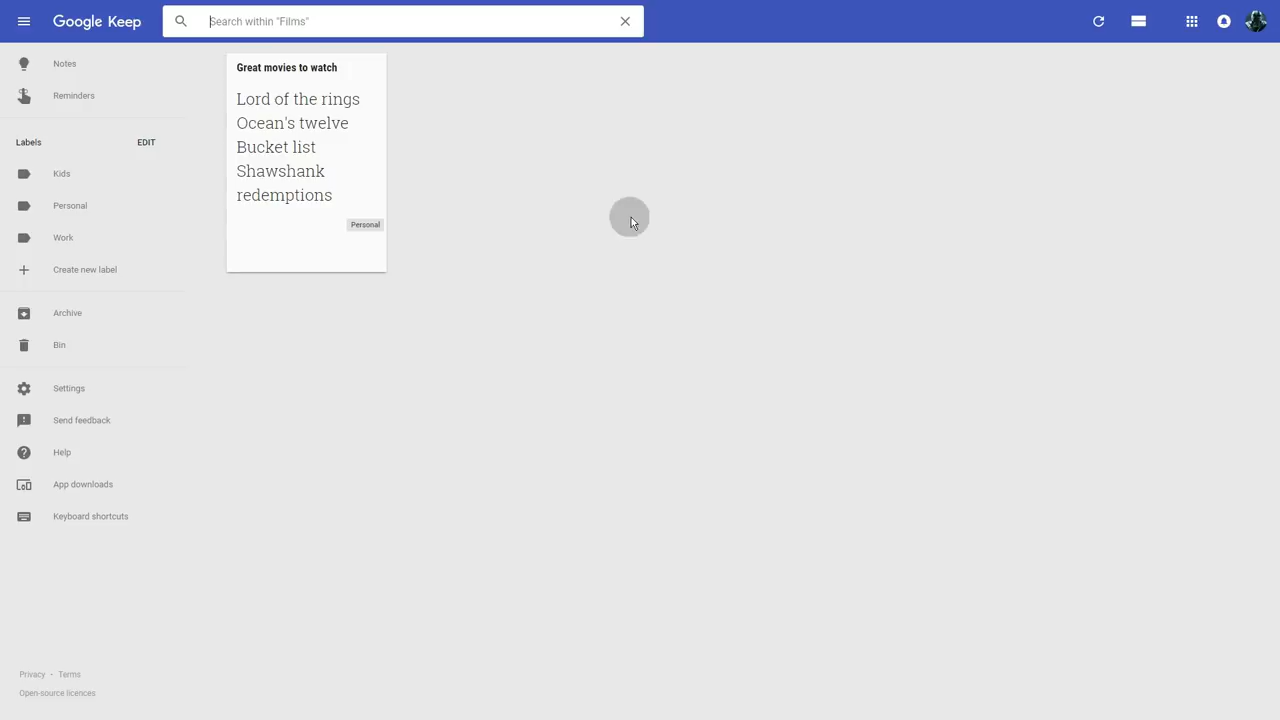 Google Keep
Search within "Films"
Notes
Reminders
Labels
EDIT
Kids
Personal
Work
Create new label
Archive
Bin
Settings
Send feedback
Help
App downloads
Keyboard shortcuts
Privacy · Terms
Open-source licences
Great movies to watch
Lord of the rings
Ocean's twelve
Bucket list
Shawshank
redemptions
Personal